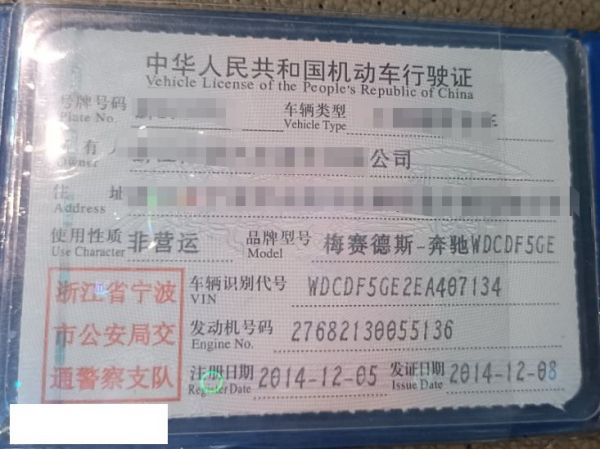 中华人民共和国机动车行驶证
Vehicle License of the People's Republic of China
号牌号码 车辆类型
Plate No. Vehicle Type 车
所有人 公司
Owner
住 址
Address
使用性质 非营运 品牌型号 梅赛德斯-奔驰WDCDF5GE
Use Character Model
浙江省宁波
市公安局交
通警察支队
车辆识别代号 WDCDF5GE2EA407134
VIN
发动机号码 27682130055136
Engine No.
注册日期 2014-12-05 发证日期 2014-12-08
Register Date Issue Date